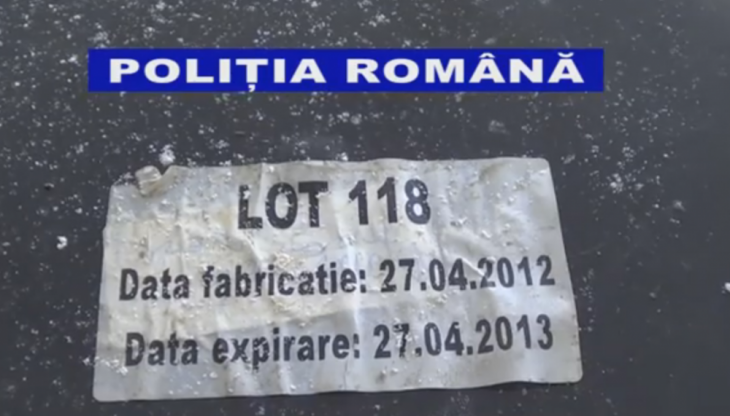 POLIȚIA ROMÂNĂ
LOT 118
Data fabricatie: 27.04.2012
Data expirare: 27.04.2013